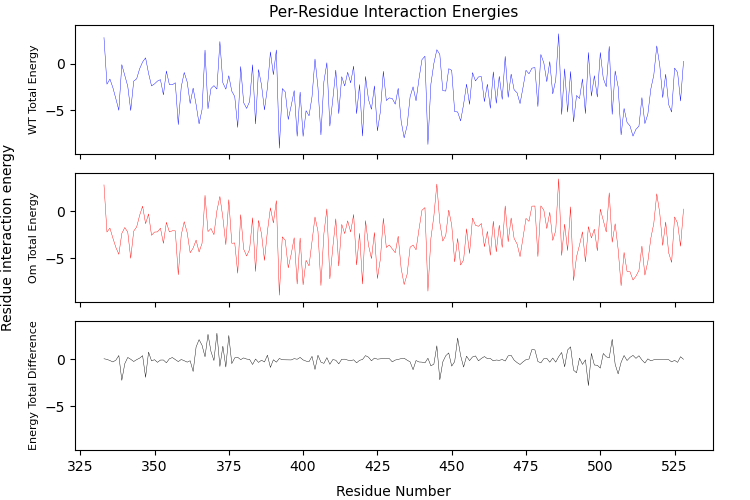 Per-Residue Interaction Energies
Residue interaction energy
WT Total Energy
0
−5
Om Total Energy
0
−5
Energy Total Difference
0
−5
325 350 375 400 425 450 475 500 525
Residue Number